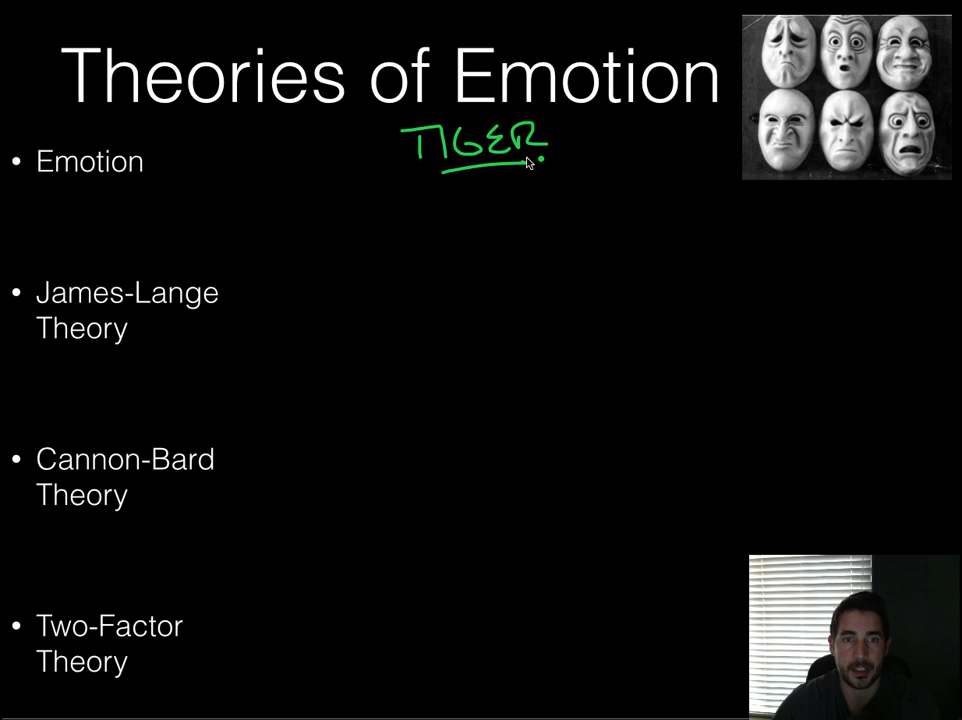 Theories of Emotion
TIGER
• Emotion
• James-Lange
Theory
• Cannon-Bard
Theory
• Two-Factor
Theory